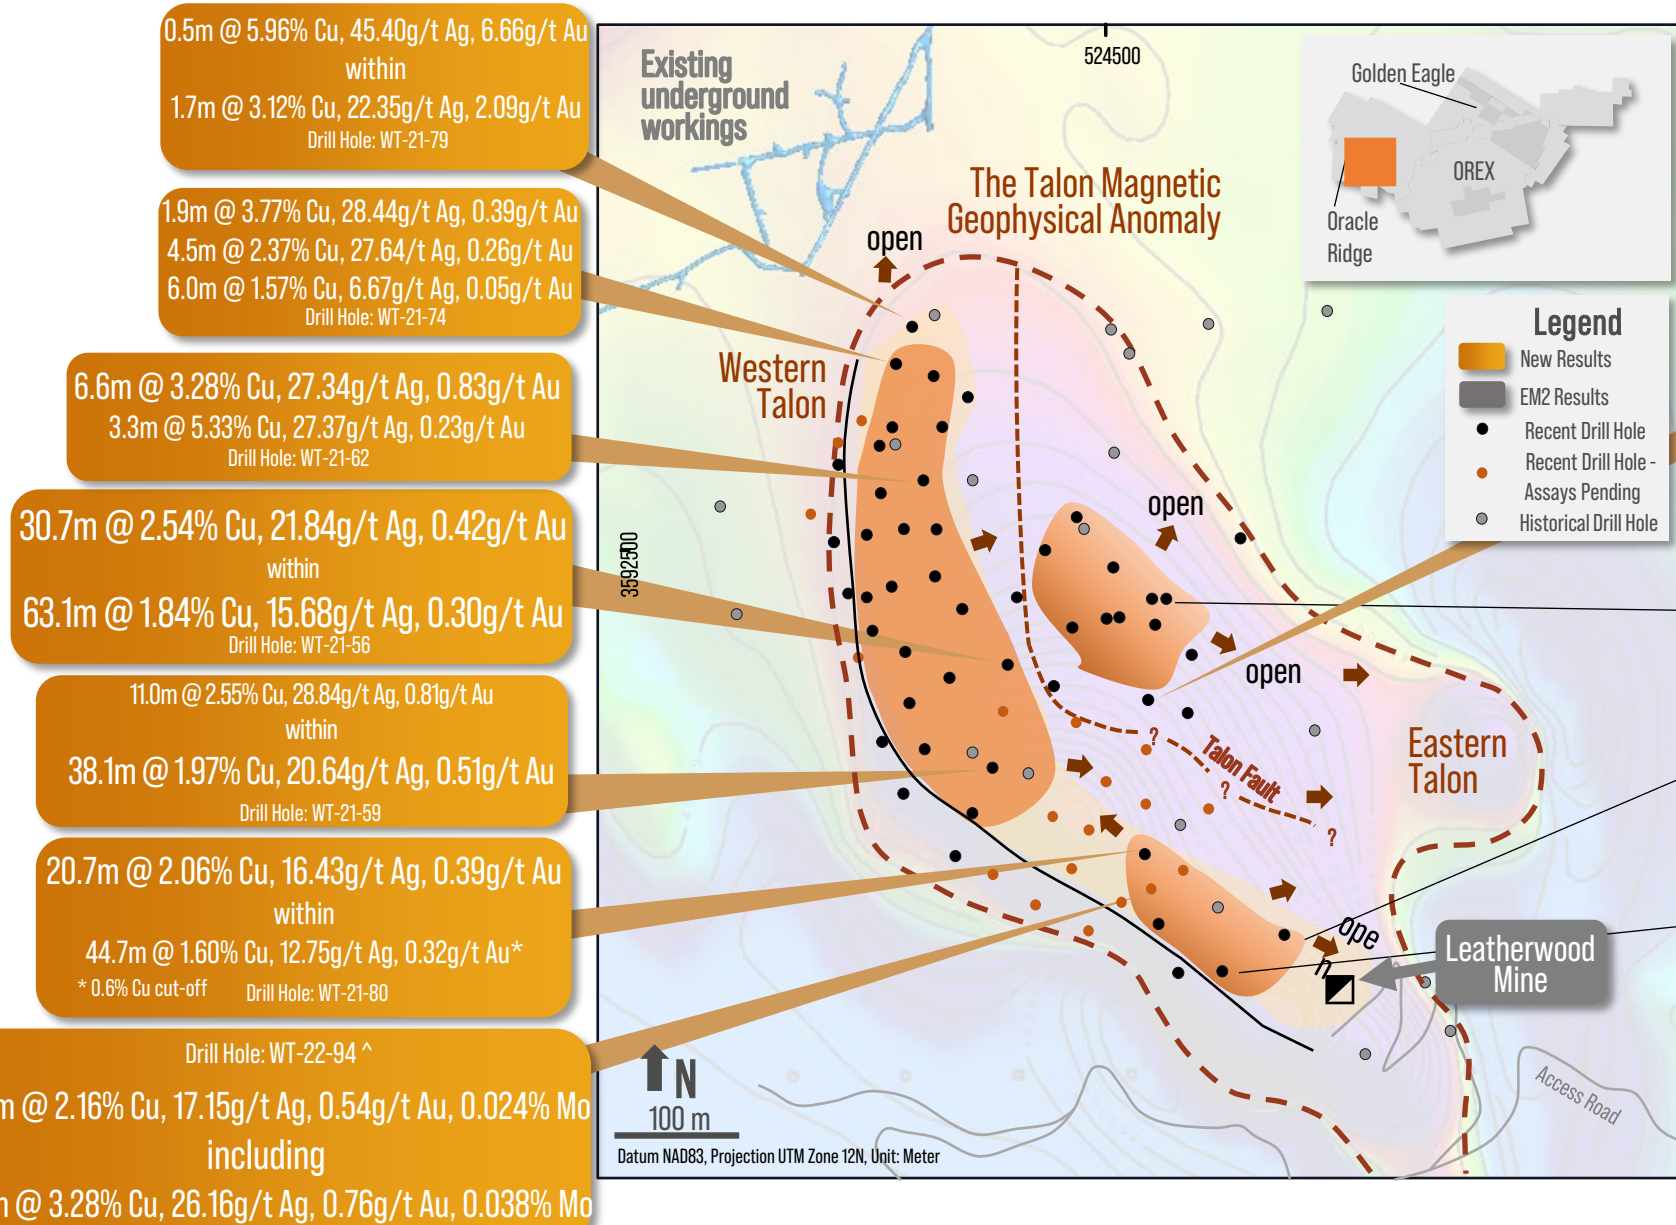 0.5m @ 5.96% Cu, 45.40g/t Ag, 6.66g/t Au
within
1.7m @ 3.12% Cu, 22.35g/t Ag, 2.09g/t Au
Drill Hole: WT-21-79
1.9m @ 3.77% Cu, 28.44g/t Ag, 0.39g/t Au
4.5m @ 2.37% Cu, 27.64/t Ag, 0.26g/t Au
6.0m @ 1.57% Cu, 6.67g/t Ag, 0.05g/t Au
Drill Hole: WT-21-74
6.6m @ 3.28% Cu, 27.34g/t Ag, 0.83g/t Au
3.3m @ 5.33% Cu, 27.37g/t Ag, 0.23g/t Au
Drill Hole: WT-21-62
30.7m @ 2.54% Cu, 21.84g/t Ag, 0.42g/t Au
within
63.1m @ 1.84% Cu, 15.68g/t Ag, 0.30g/t Au
Drill Hole: WT-21-56
11.0m @ 2.55% Cu, 28.84g/t Ag, 0.81g/t Au
within
38.1m @ 1.97% Cu, 20.64g/t Ag, 0.51g/t Au
Drill Hole: WT-21-59
20.7m @ 2.06% Cu, 16.43g/t Ag, 0.39g/t Au
within
44.7m @ 1.60% Cu, 12.75g/t Ag, 0.32g/t Au*
* 0.6% Cu cut-off Drill Hole: WT-21-80
Drill Hole: WT-22-94 ^
m @ 2.16% Cu, 17.15g/t Ag, 0.54g/t Au, 0.024% Mo
including
@ 3.28% Cu, 26.16g/t Ag, 0.76g/t Au, 0.038% Mo
Existing
underground
workings
524500
The Talon Magnetic
Geophysical Anomaly
open
Western
Talon
open
open
Talon Fault
?
?
?
Eastern
Talon
ope
n
Leatherwood
Mine
Access Road
N
100 m
Datum NAD83, Projection UTM Zone 12N, Unit: Meter
Golden Eagle
OREX
Oracle
Ridge
Legend
New Results
EM2 Results
Recent Drill Hole
Recent Drill Hole -
Assays Pending
Historical Drill Hole